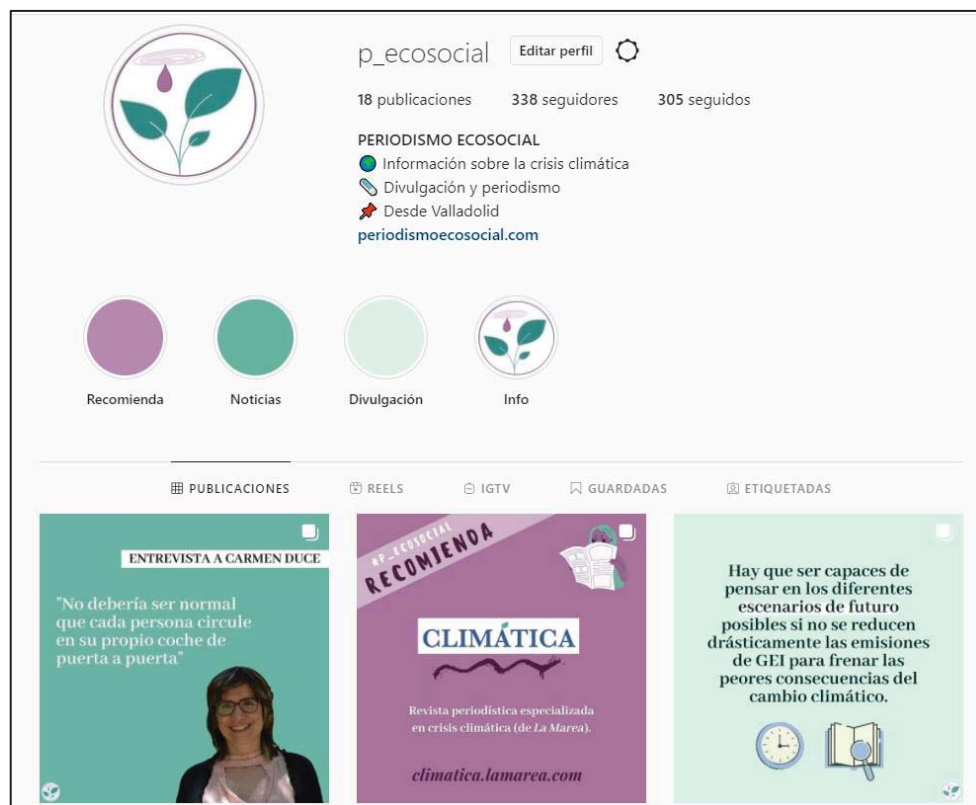 p_ecosocial Editar perfil
18 publicaciones 338 seguidores 305 seguidos
PERIODISMO ECOSOCIAL
Información sobre la crisis climática
Divulgación y periodismo
Desde Valladolid
periodismoecosocial.com
Recomienda Noticias Divulgación Info
PUBLICACIONES REELS IGTV GUARDADAS ETIQUETADAS
ENTREVISTA A CARMEN DUCE
"No debería ser normal
que cada persona circule
en su propio coche de
puerta a puerta"
#P_ECOSOCIAL
RECOMIENDA
CLIMÁTICA
Revista periodística especializada
en crisis climática (de La Marea).
climatica.lamarea.com
Hay que ser capaces de
pensar en los diferentes
escenarios de futuro
posibles si no se reducen
drásticamente las emisiones
de GEI para frenar las
peores consecuencias del
cambio climático.